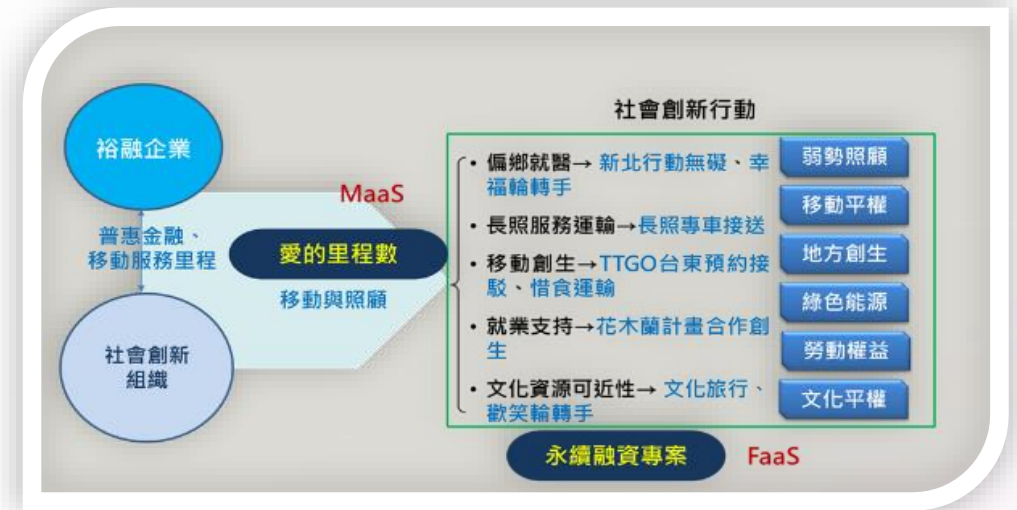 社會創新行動
裕融企業
普惠金融、
移動服務里程
社會創新
組織
MaaS
愛的里程數
移動與照顧
• 偏鄉就醫→ 新北行動無礙、幸
福輪轉手
• 長照服務運輸→長照專車接送
• 移動創生→TTGO台東預約接
駁、惜食運輸
• 就業支持→花木蘭計畫合作創
生
• 文化資源可近性→ 文化旅行、
歡笑輪轉手
弱勢照顧
移動平權
地方創生
綠色能源
勞動權益
文化平權
永續融資專案
FaaS